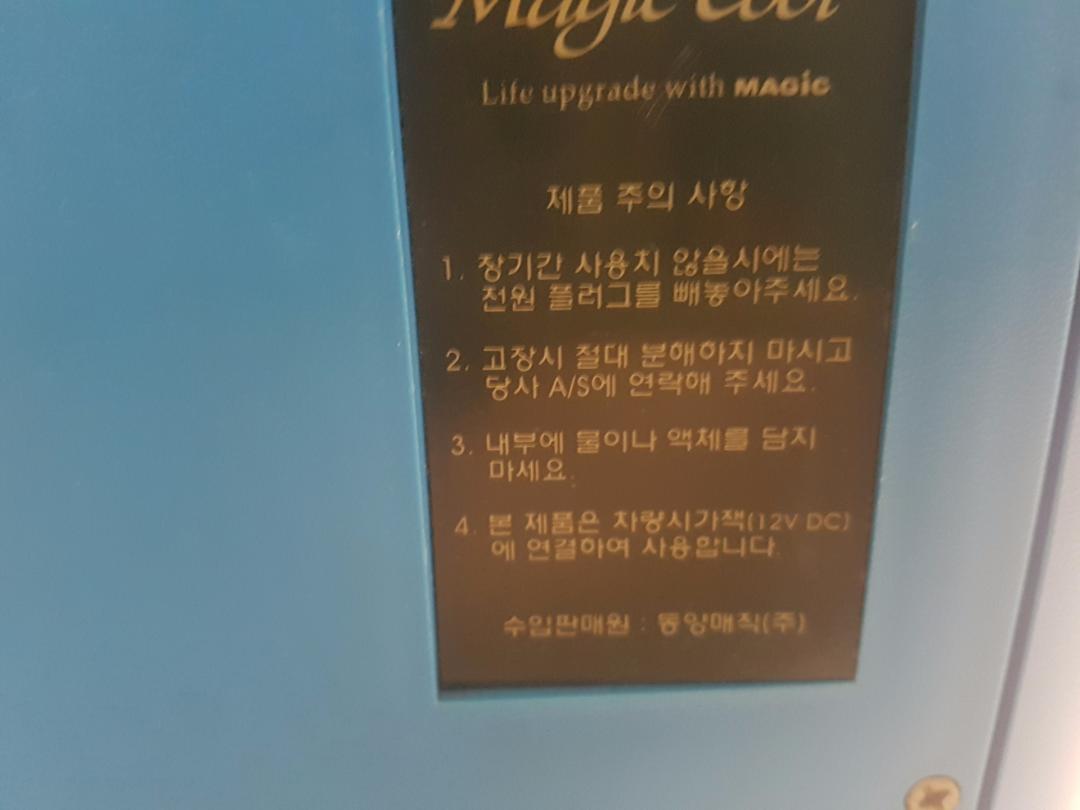 Magic Cool
Life upgrade with MAGIC
제품 주의 사항
1. 장기간 사용치 않을시에는
전원 플러그를 빼놓아주세요.
2. 고장시 절대 분해하지 마시고
당사 A/S에 연락해 주세요.
3. 내부에 물이나 액체를 담지
마세요.
4. 본 제품은 차량시가잭(12V DC)
에 연결하여 사용합니다.
수입판매원 : 동양매직(주)